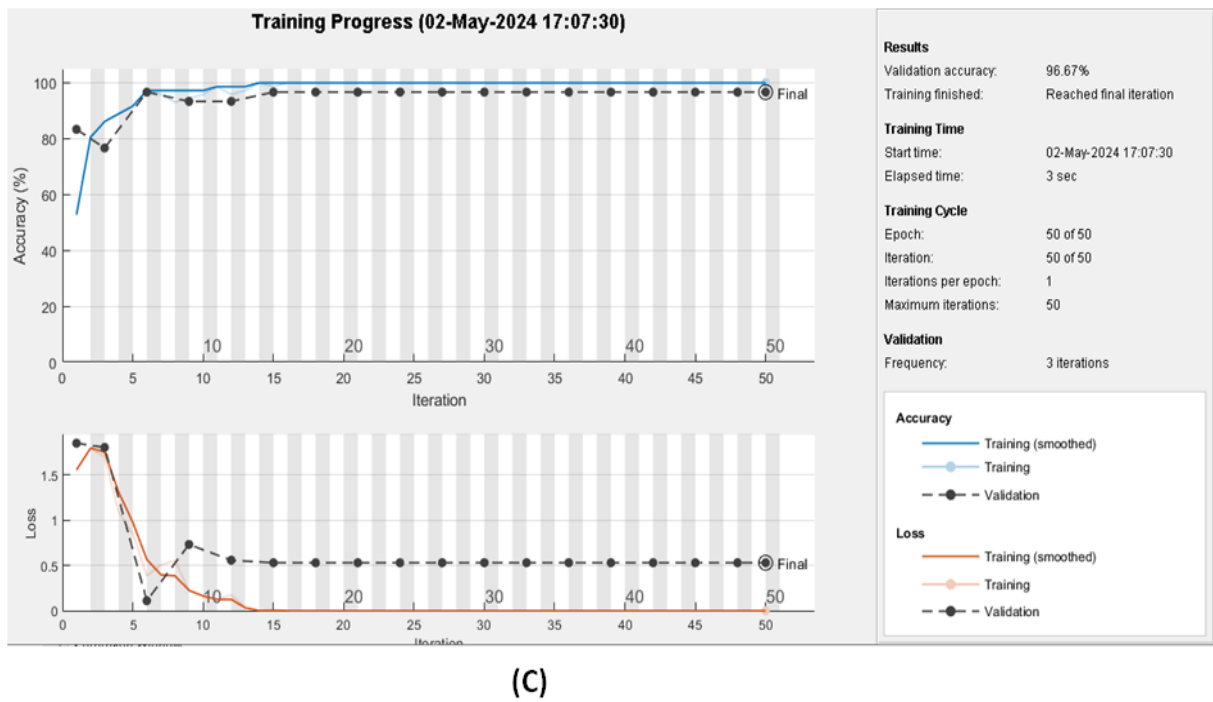 Training Progress (02-May-2024 17:07:30)
100
80
60
40
20
0
Accuracy (%)
Final
10 20 30 40 50
0 5 10 15 20 25 30 35 40 45 50
Iteration
1.5
1
0.5
0
Loss
Final
10 20 30 40 50
0 5 10 15 20 25 30 35 40 45 50
Iteration
Results
Validation accuracy: 96.67%
Training finished: Reached final iteration
Training Time
Start time: 02-May-2024 17:07:30
Elapsed time: 3 sec
Training Cycle
Epoch: 50 of 50
Iteration: 50 of 50
Iterations per epoch: 1
Maximum iterations: 50
Validation
Frequency: 3 iterations
Accuracy
Training (smoothed)
Training
Validation
Loss
Training (smoothed)
Training
Validation
(C)